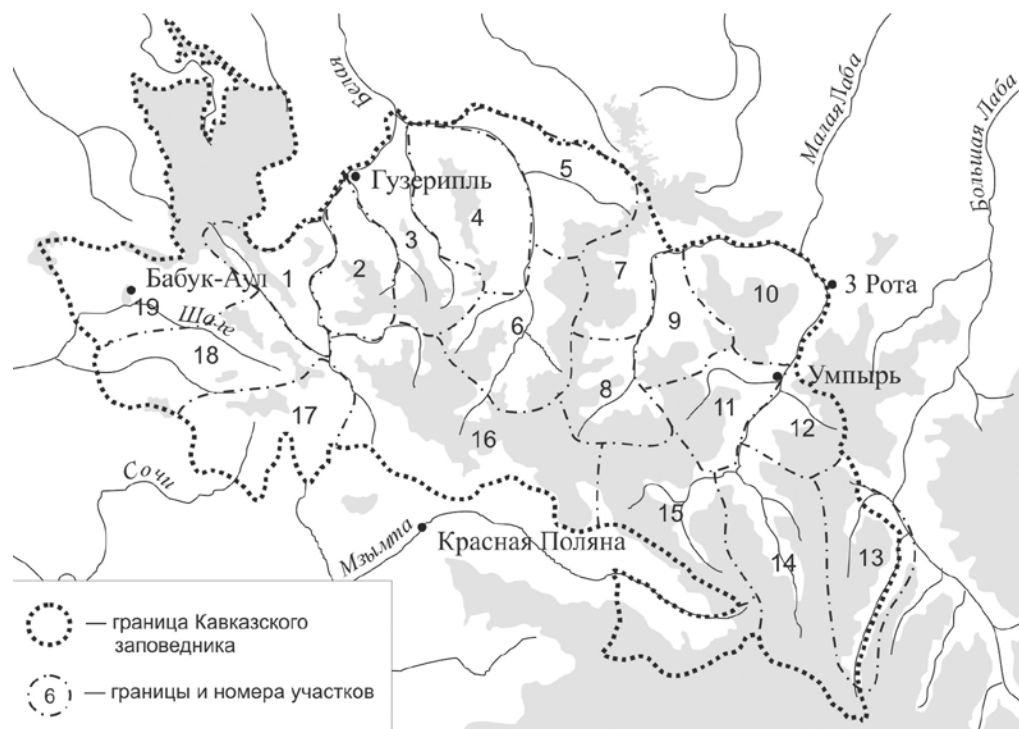 Белая
Малая Лаба
Большая Лаба
Гузерипль
5
4
3
2
1
7
Бабук-Аул
19
Шахе
18
10
3 Рота
9
6
8
Умпырь
11
12
17
16
Сочи
15
14
13
Мзымта
Красная Поляна
— граница Кавказского
заповедника
6
— границы и номера участков